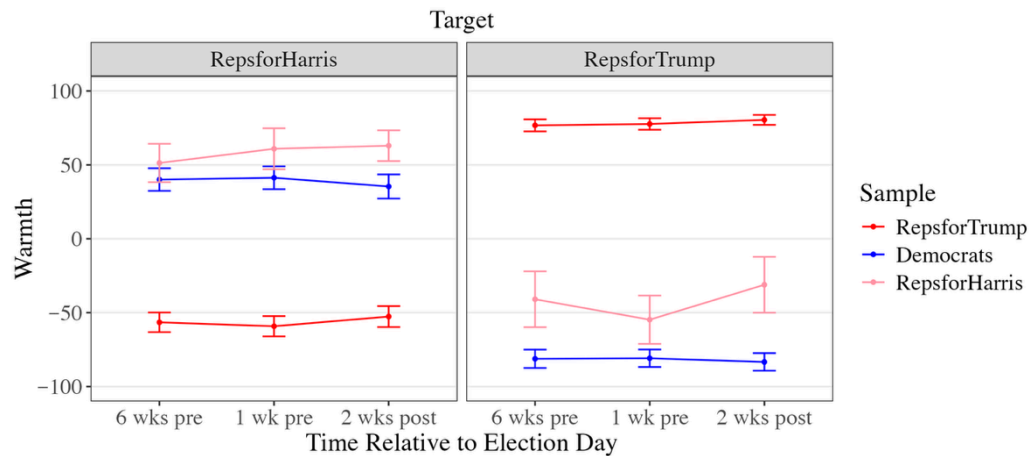 Target
RepsforHarris
RepsforTrump
100
50
0
−50
−100
Warmth
6 wks pre
1 wk pre
2 wks post
6 wks pre
1 wk pre
2 wks post
Time Relative to Election Day
Sample
RepsforTrump
Democrats
RepsforHarris